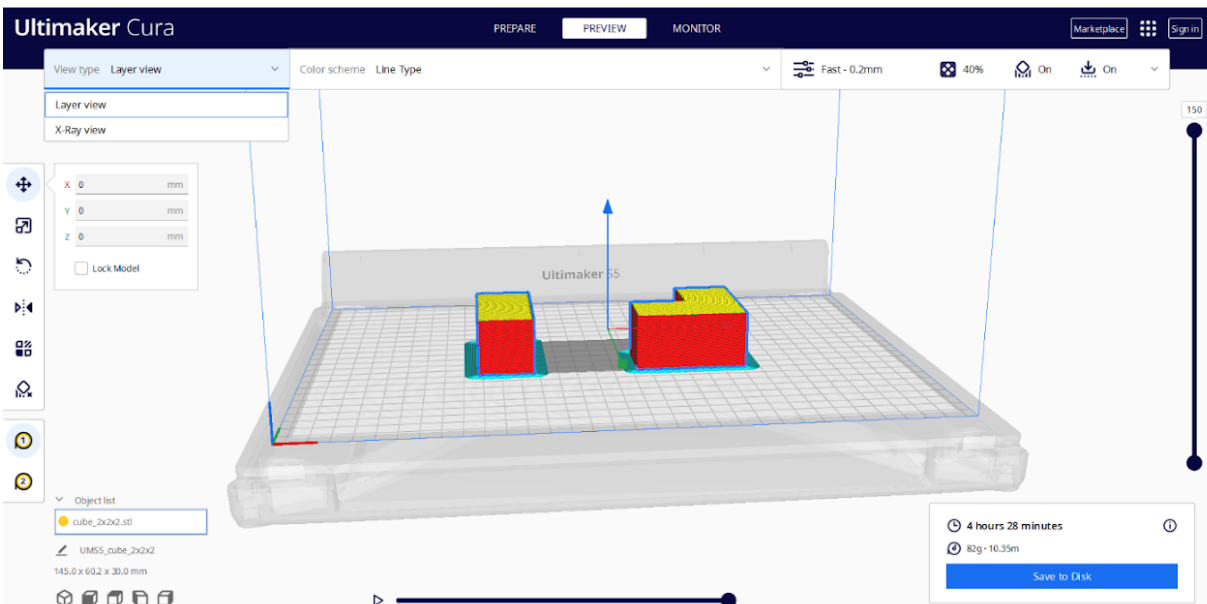 Ultimaker Cura PREPARE PREVIEW MONITOR Marketplace Sign in
View type Layer view Color scheme Line Type Fast - 0.2mm 40% On On
Layer view
X-Ray view
150
X 0 mm
Y 0 mm
Z 0 mm
Lock Model
Ultimaker S5
1
2
Object list
cube_2x2x2.stl
UMS5_cube_2x2x2
145.0 x 60.2 x 30.0 mm
4 hours 28 minutes
82g · 10.35m
Save to Disk